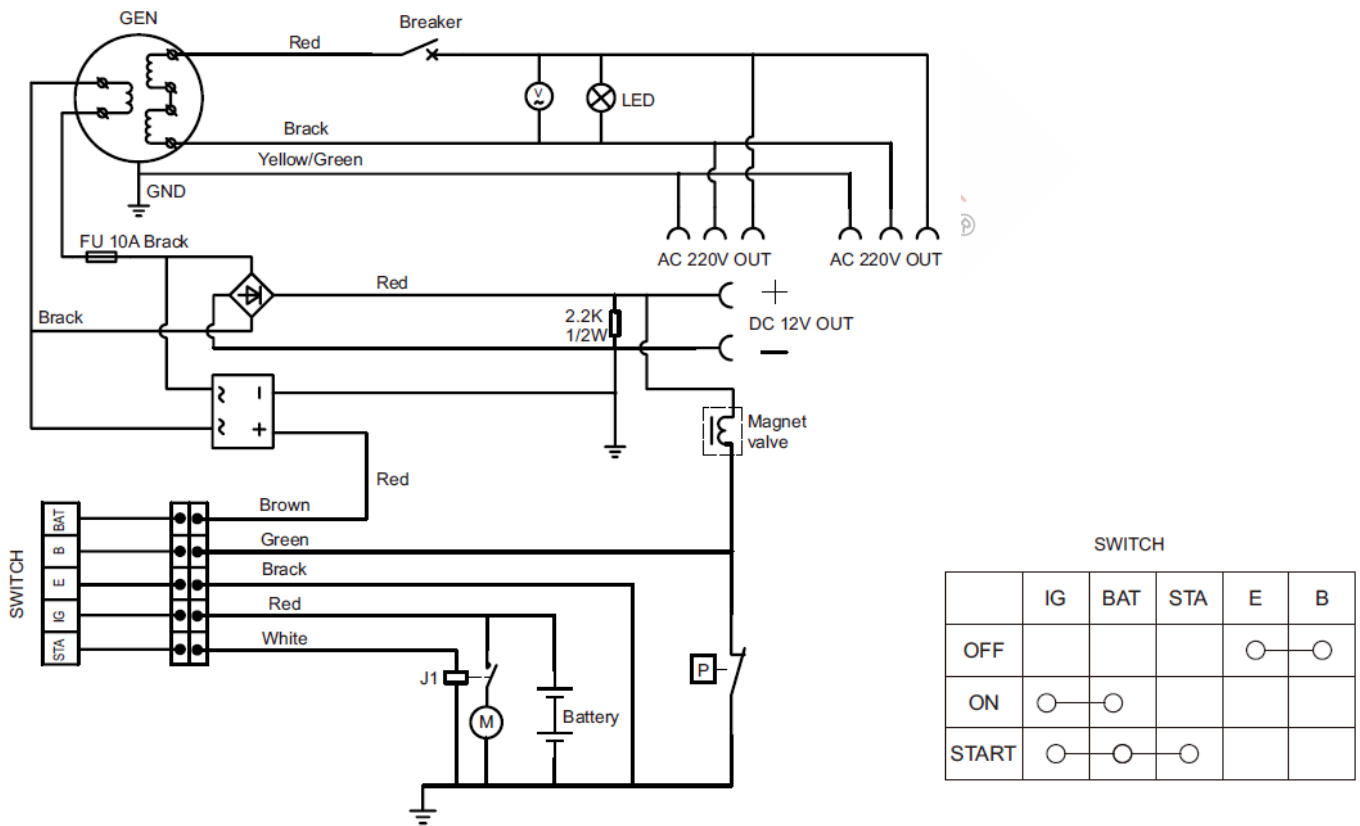 GEN
Breaker
Red
V
LED
Brack
Yellow/Green
GND
FU 10A Brack
AC 220V OUT
AC 220V OUT
Red
+
2.2K
1/2W
DC 12V OUT
—
Brack
~ −
~ +
Magnet
valve
Red
SWITCH
BAT
B
E
IG
STA
Brown
Green
Brack
Red
White
J1
M
Battery
P
SWITCH
IG BAT STA E B
OFF
ON
START